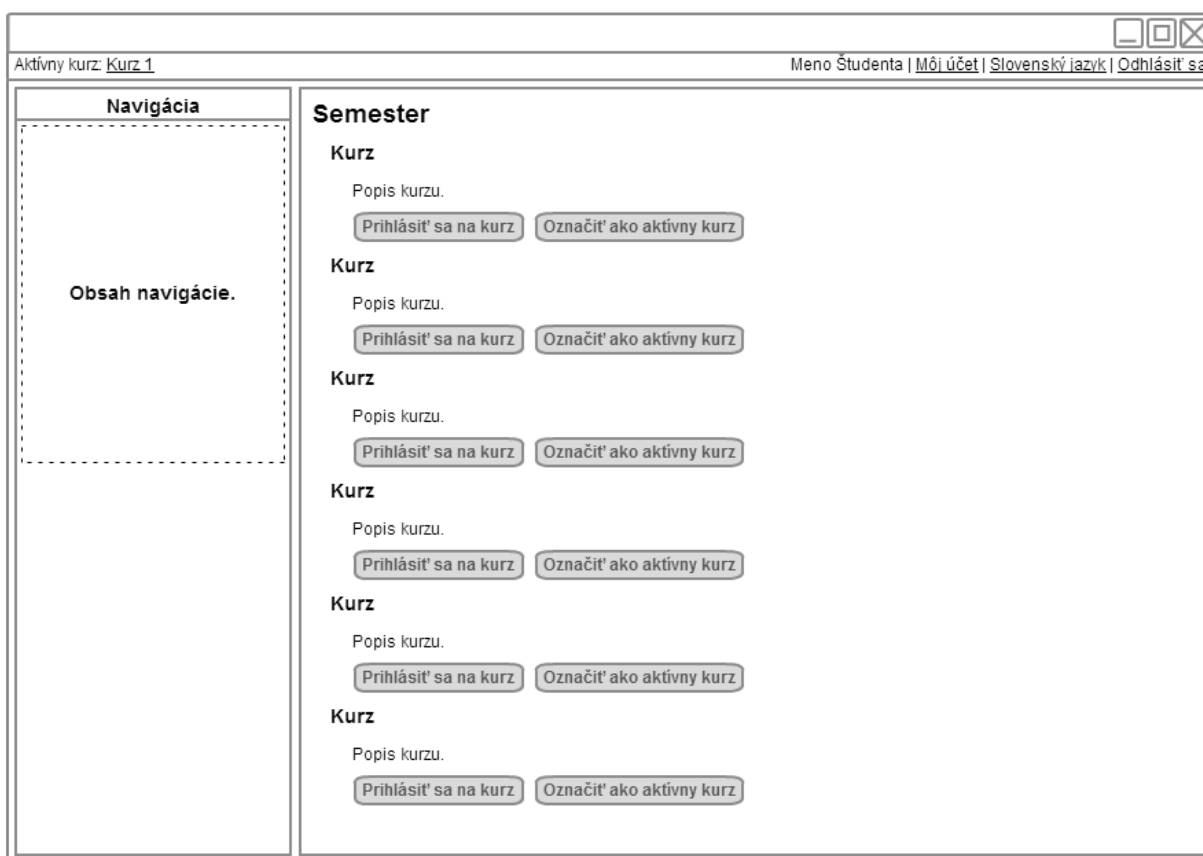 Aktívny kurz: Kurz 1
Meno Študenta | Môj účet | Slovenský jazyk | Odhlásiť sa
Navigácia
Obsah navigácie.
Semester
Kurz
Popis kurzu.
Prihlásiť sa na kurz Označiť ako aktívny kurz
Kurz
Popis kurzu.
Prihlásiť sa na kurz Označiť ako aktívny kurz
Kurz
Popis kurzu.
Prihlásiť sa na kurz Označiť ako aktívny kurz
Kurz
Popis kurzu.
Prihlásiť sa na kurz Označiť ako aktívny kurz
Kurz
Popis kurzu.
Prihlásiť sa na kurz Označiť ako aktívny kurz
Kurz
Popis kurzu.
Prihlásiť sa na kurz Označiť ako aktívny kurz